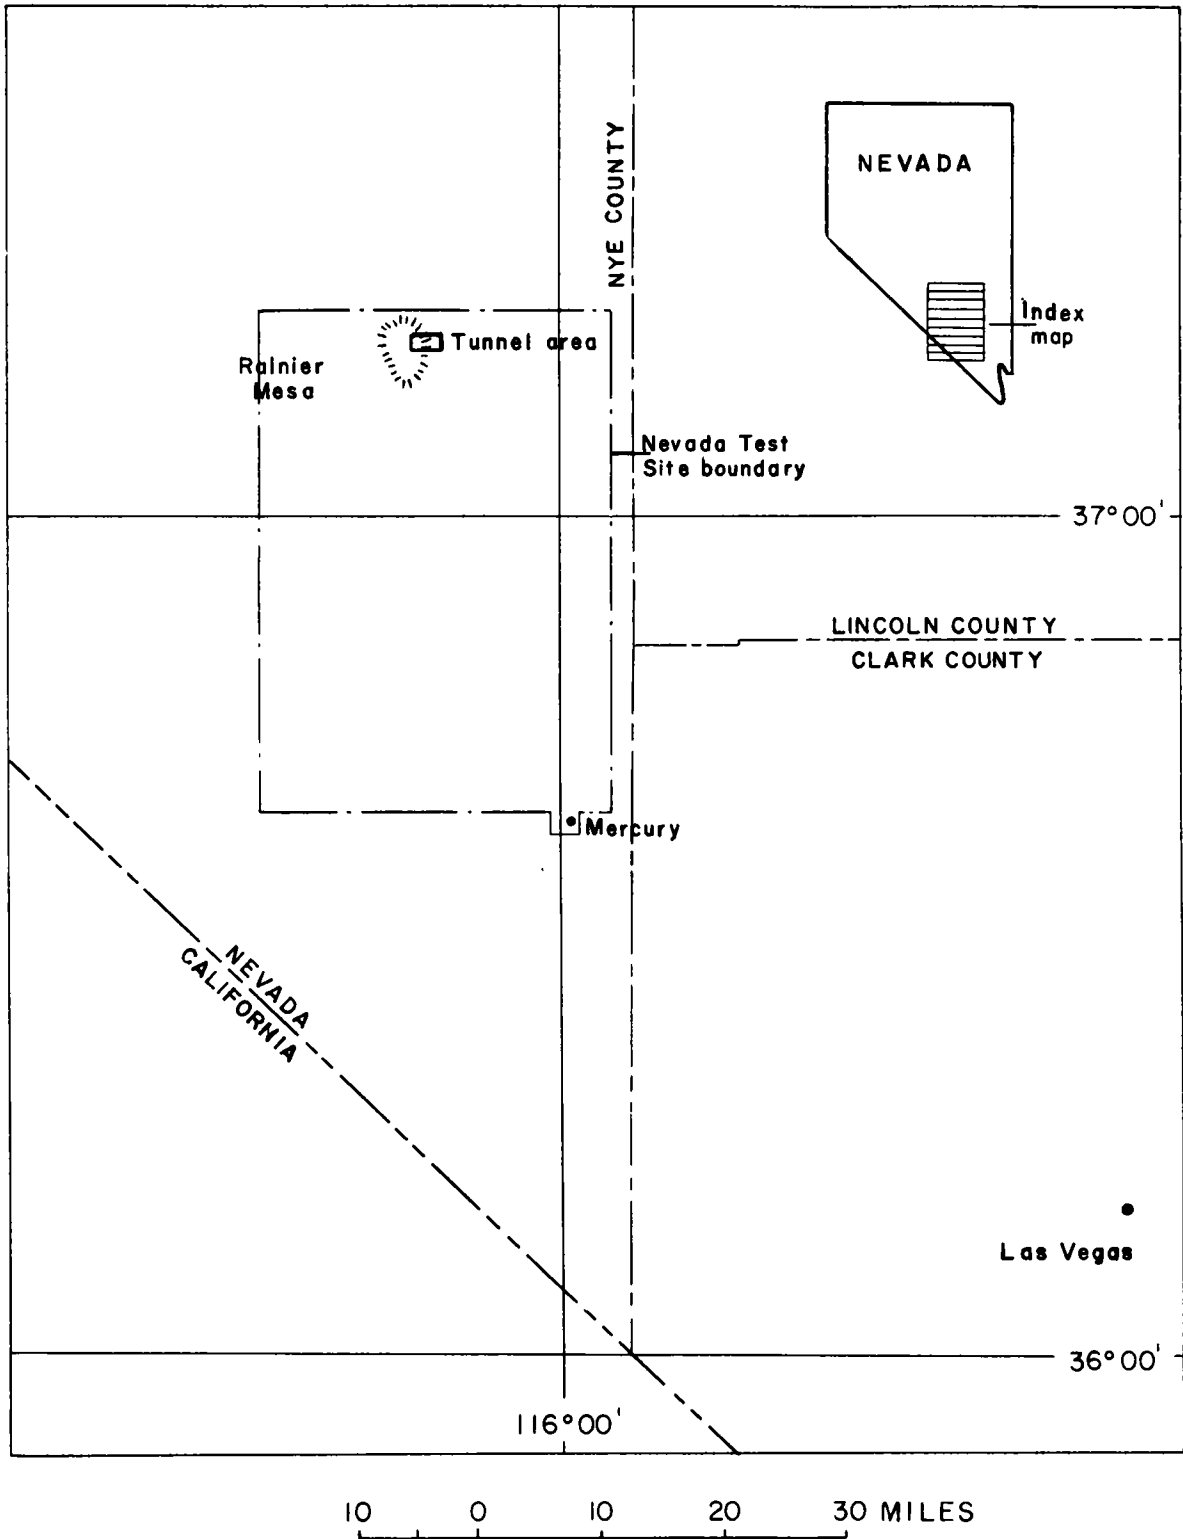 NYE COUNTY
NEVADA
Index
map
Tunnel area
Rainier
Mesa
Nevada Test
Site boundary
37°00'
LINCOLN COUNTY
CLARK COUNTY
Mercury
NEVADA
CALIFORNIA
Las Vegas
36°00'
116°00'
10 0 10 20 30 MILES